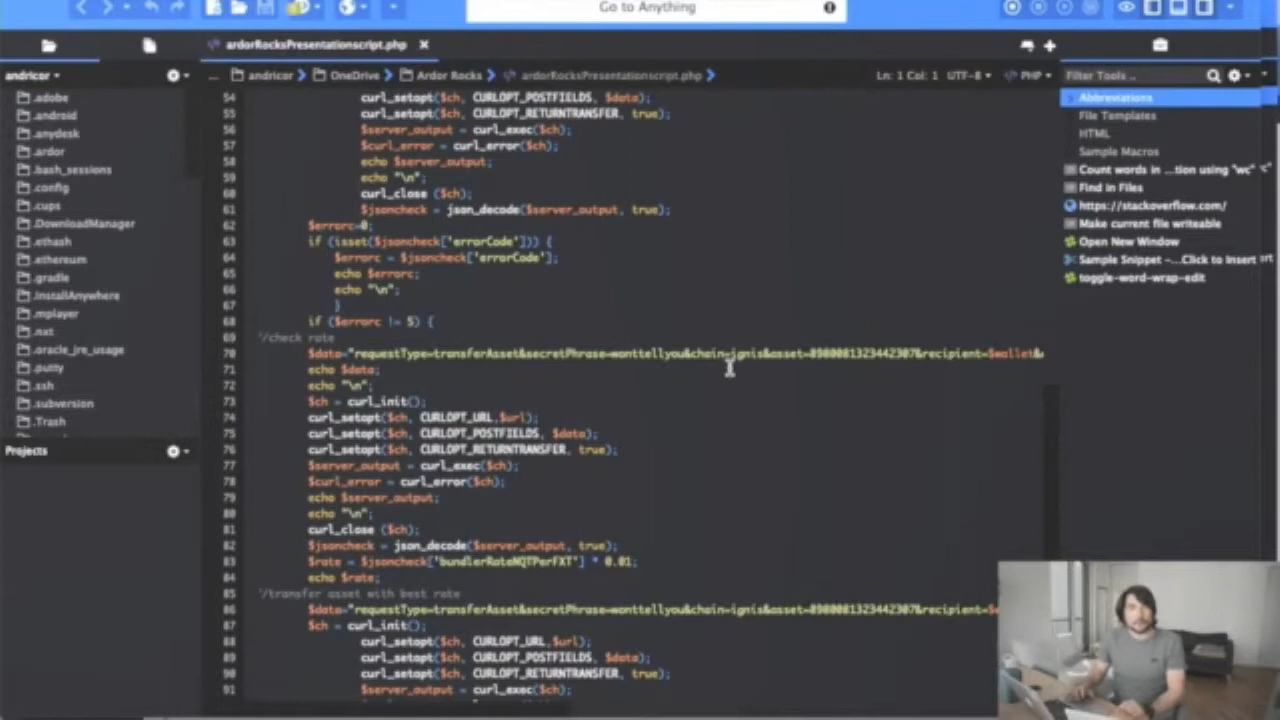 Go to Anything
ardorRocksPresentationscript.php
andricor
... andricor OneDrive Ardor Rocks ardorRocksPresentationscript.php
Ln: 1 Col: 1 UTF-8 PHP
Filter Tools ..
.adobe
.android
.anydesk
.ardor
.bash_sessions
.config
.cups
.DownloadManager
.ethash
.ethereum
.gradle
.InstallAnywhere
.mplayer
.nxt
.oracle_jre_usage
.putty
.ssh
.subversion
.Trash
Projects
54 curl_setopt($ch, CURLOPT_POSTFIELDS, $data);
55 curl_setopt($ch, CURLOPT_RETURNTRANSFER, true);
56 $server_output = curl_exec($ch);
57 $curl_error = curl_error($ch);
58 echo $server_output;
59 echo "\n";
60 curl_close ($ch);
61 $jsoncheck = json_decode($server_output, true);
62 $errorc=0;
63 if (isset($jsoncheck['errorCode'])) {
64 $errorc = $jsoncheck['errorCode'];
65 echo $errorc;
66 echo "\n";
67 }
68 if ($errorc != 5) {
69 //check rate
70 $data="requestType=transferAsset&secretPhrase=wonttellyou&chain=ignis&asset=8980081323442307&recipient=$wallet&
71 echo $data;
72 echo "\n";
73 $ch = curl_init();
74 curl_setopt($ch, CURLOPT_URL,$url);
75 curl_setopt($ch, CURLOPT_POSTFIELDS, $data);
76 curl_setopt($ch, CURLOPT_RETURNTRANSFER, true);
77 $server_output = curl_exec($ch);
78 $curl_error = curl_error($ch);
79 echo $server_output;
80 echo "\n";
81 curl_close ($ch);
82 $jsoncheck = json_decode($server_output, true);
83 $rate = $jsoncheck['bundlerRateNQTPerFXT'] * 0.01;
84 echo $rate;
85 //transfer asset with best rate
86 $data="requestType=transferAsset&secretPhrase=wonttellyou&chain=ignis&asset=8980081323442307&recipient=
87 $ch = curl_init();
88 curl_setopt($ch, CURLOPT_URL,$url);
89 curl_setopt($ch, CURLOPT_POSTFIELDS, $data);
90 curl_setopt($ch, CURLOPT_RETURNTRANSFER, true);
91 $server_output = curl_exec($ch);
Abbreviations
File Templates
HTML
Sample Macros
Count words in ...tion using "wc"
Find in Files
https://stackoverflow.com/
Make current file writeable
Open New Window
Sample Snippet –...Click to Insert
toggle-word-wrap-edit